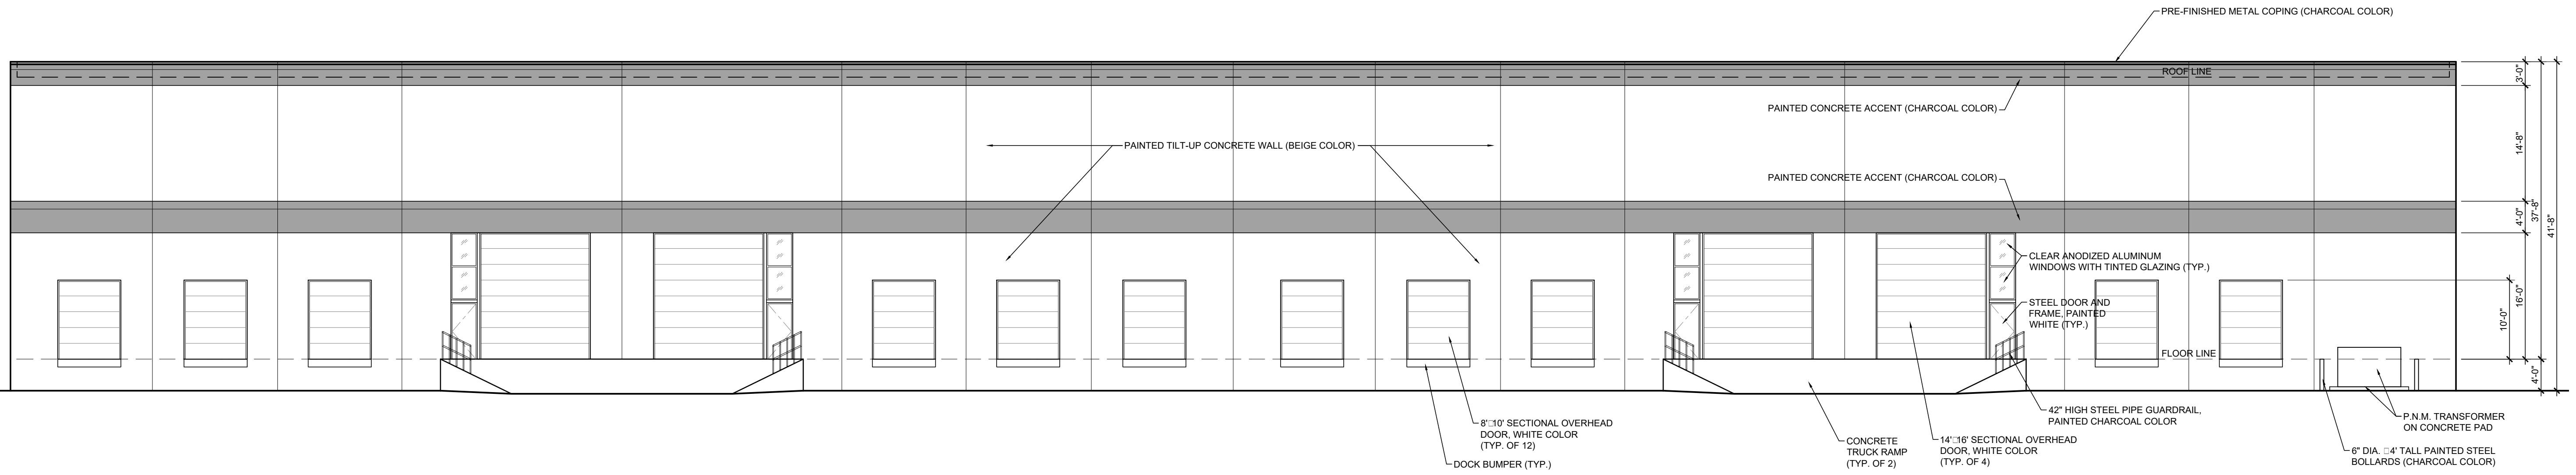 PRE-FINISHED METAL COPING (CHARCOAL COLOR)
ROOF LINE
3'-0"
PAINTED CONCRETE ACCENT (CHARCOAL COLOR)
PAINTED TILT-UP CONCRETE WALL (BEIGE COLOR)
14'-8"
PAINTED CONCRETE ACCENT (CHARCOAL COLOR)
4'-0"
37'-8"
41'-8"
CLEAR ANODIZED ALUMINUM
WINDOWS WITH TINTED GLAZING (TYP.)
STEEL DOOR AND
FRAME, PAINTED
WHITE (TYP.)
16'-0"
10'-0"
FLOOR LINE
4'-0"
42" HIGH STEEL PIPE GUARDRAIL,
PAINTED CHARCOAL COLOR
P.N.M. TRANSFORMER
ON CONCRETE PAD
8'□10' SECTIONAL OVERHEAD
DOOR, WHITE COLOR
(TYP. OF 12)
CONCRETE
TRUCK RAMP
(TYP. OF 2)
14'□16' SECTIONAL OVERHEAD
DOOR, WHITE COLOR
(TYP. OF 4)
6" DIA. □4' TALL PAINTED STEEL
BOLLARDS (CHARCOAL COLOR)
DOCK BUMPER (TYP.)